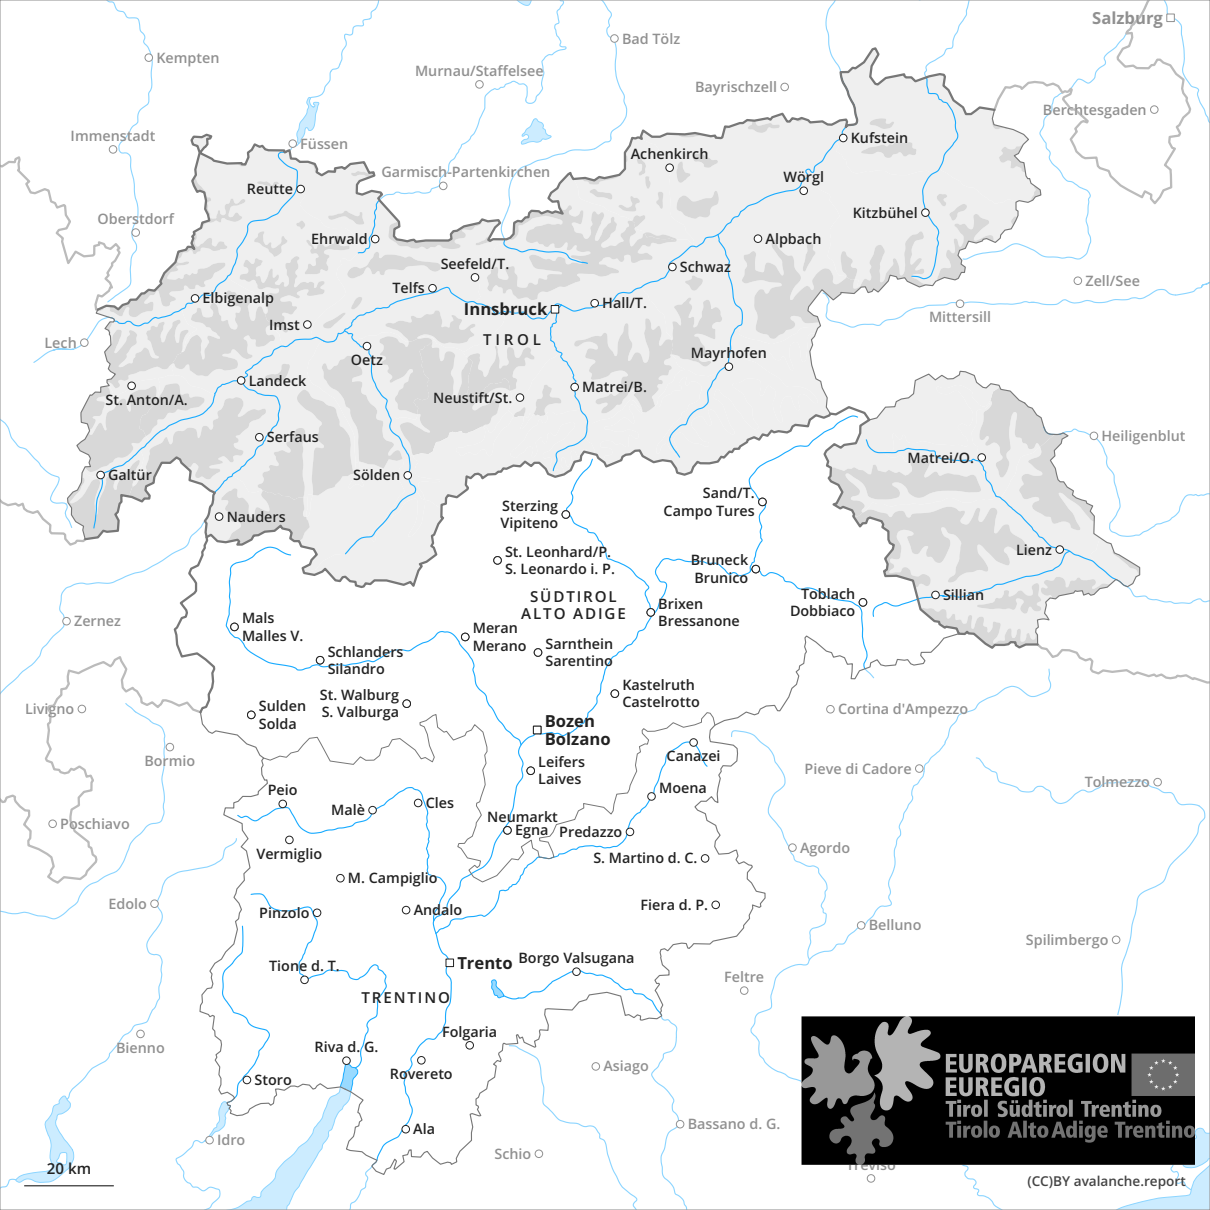 Salzburg
Bad Tölz
Kempten
Murnau/Staffelsee
Bayrischzell
Berchtesgaden
Immenstadt
Füssen
Kufstein
Achenkirch
Garmisch-Partenkirchen
Wörgl
Reutte
Oberstdorf
Kitzbühel
Ehrwald
Alpbach
Seefeld/T.
Schwaz
Zell/See
Telfs
Elbigenalp
Hall/T.
Innsbruck
Mittersill
Imst
TIROL
Lech
Oetz
Mayrhofen
Landeck
Matrei/B.
St. Anton/A.
Neustift/St.
Serfaus
Heiligenblut
Matrei/O.
Galtür
Sölden
Sand/T.
Campo Tures
Sterzing
Vipiteno
Nauders
St. Leonhard/P.
S. Leonardo i. P.
Lienz
Bruneck
Brunico
SÜDTIROL
ALTO ADIGE
Toblach
Dobbiaco
Sillian
Brixen
Bressanone
Zernez
Mals
Malles V.
Meran
Merano
Sarnthein
Sarentino
Schlanders
Silandro
Kastelruth
Castelrotto
St. Walburg
S. Valburga
Livigno
Sulden
Solda
Cortina d'Ampezzo
Bozen
Bolzano
Canazei
Bormio
Leifers
Laives
Pieve di Cadore
Tolmezzo
Peio
Moena
Malè
Cles
Neumarkt
Egna
Predazzo
Poschiavo
Agordo
Vermiglio
S. Martino d. C.
M. Campiglio
Edolo
Pinzolo
Andalo
Fiera d. P.
Belluno
Spilimbergo
Trento
Borgo Valsugana
Tione d. T.
Feltre
TRENTINO
Folgaria
Bienno
Riva d. G.
Asiago
Storo
Rovereto
EUROPAREGION
EUREGIO
Tirol Südtirol Trentino
Tirolo Alto Adige Trentino
Bassano d. G.
Ala
Idro
Schio
Treviso
20 km
(CC)BY avalanche.report